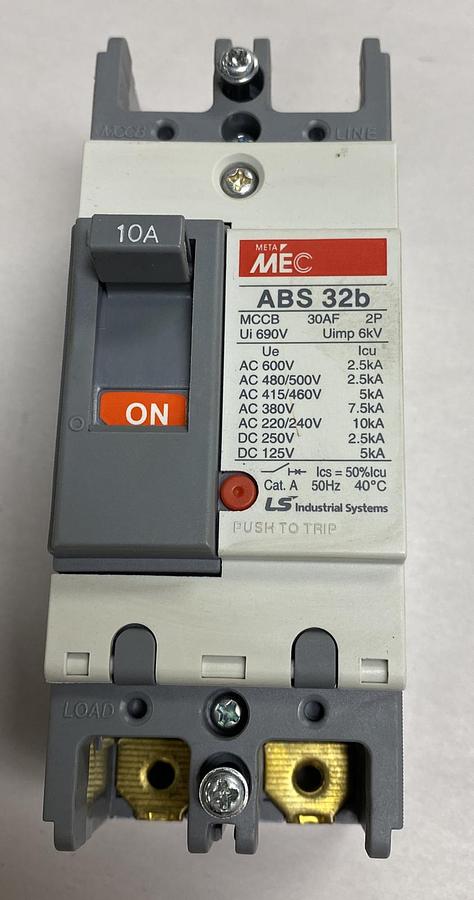 MCCB LINE
10A
META
MEC
ABS 32b
MCCB 30AF 2P
Ui 690V Uimp 6kV
Ue Icu
AC 600V 2.5kA
AC 480/500V 2.5kA
AC 415/460V 5kA
AC 380V 7.5kA
AC 220/240V 10kA
DC 250V 2.5kA
DC 125V 5kA
ON
Ics = 50%Icu
Cat. A 50Hz 40°C
LS Industrial Systems
PUSH TO TRIP
LOAD